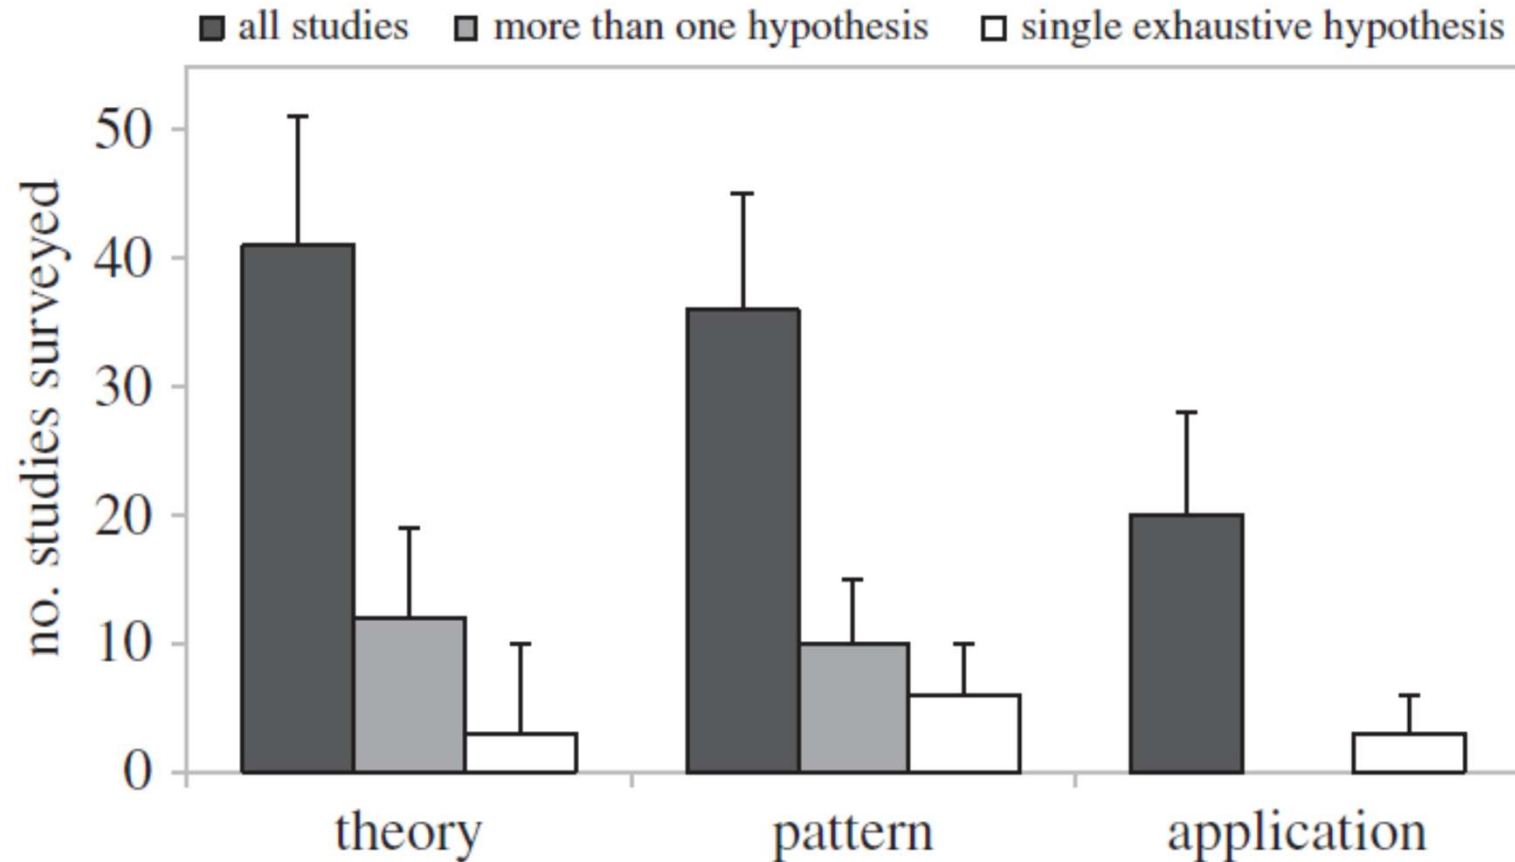 all studies more than one hypothesis single exhaustive hypothesis
no. studies surveyed
50
40
30
20
10
0
theory pattern application